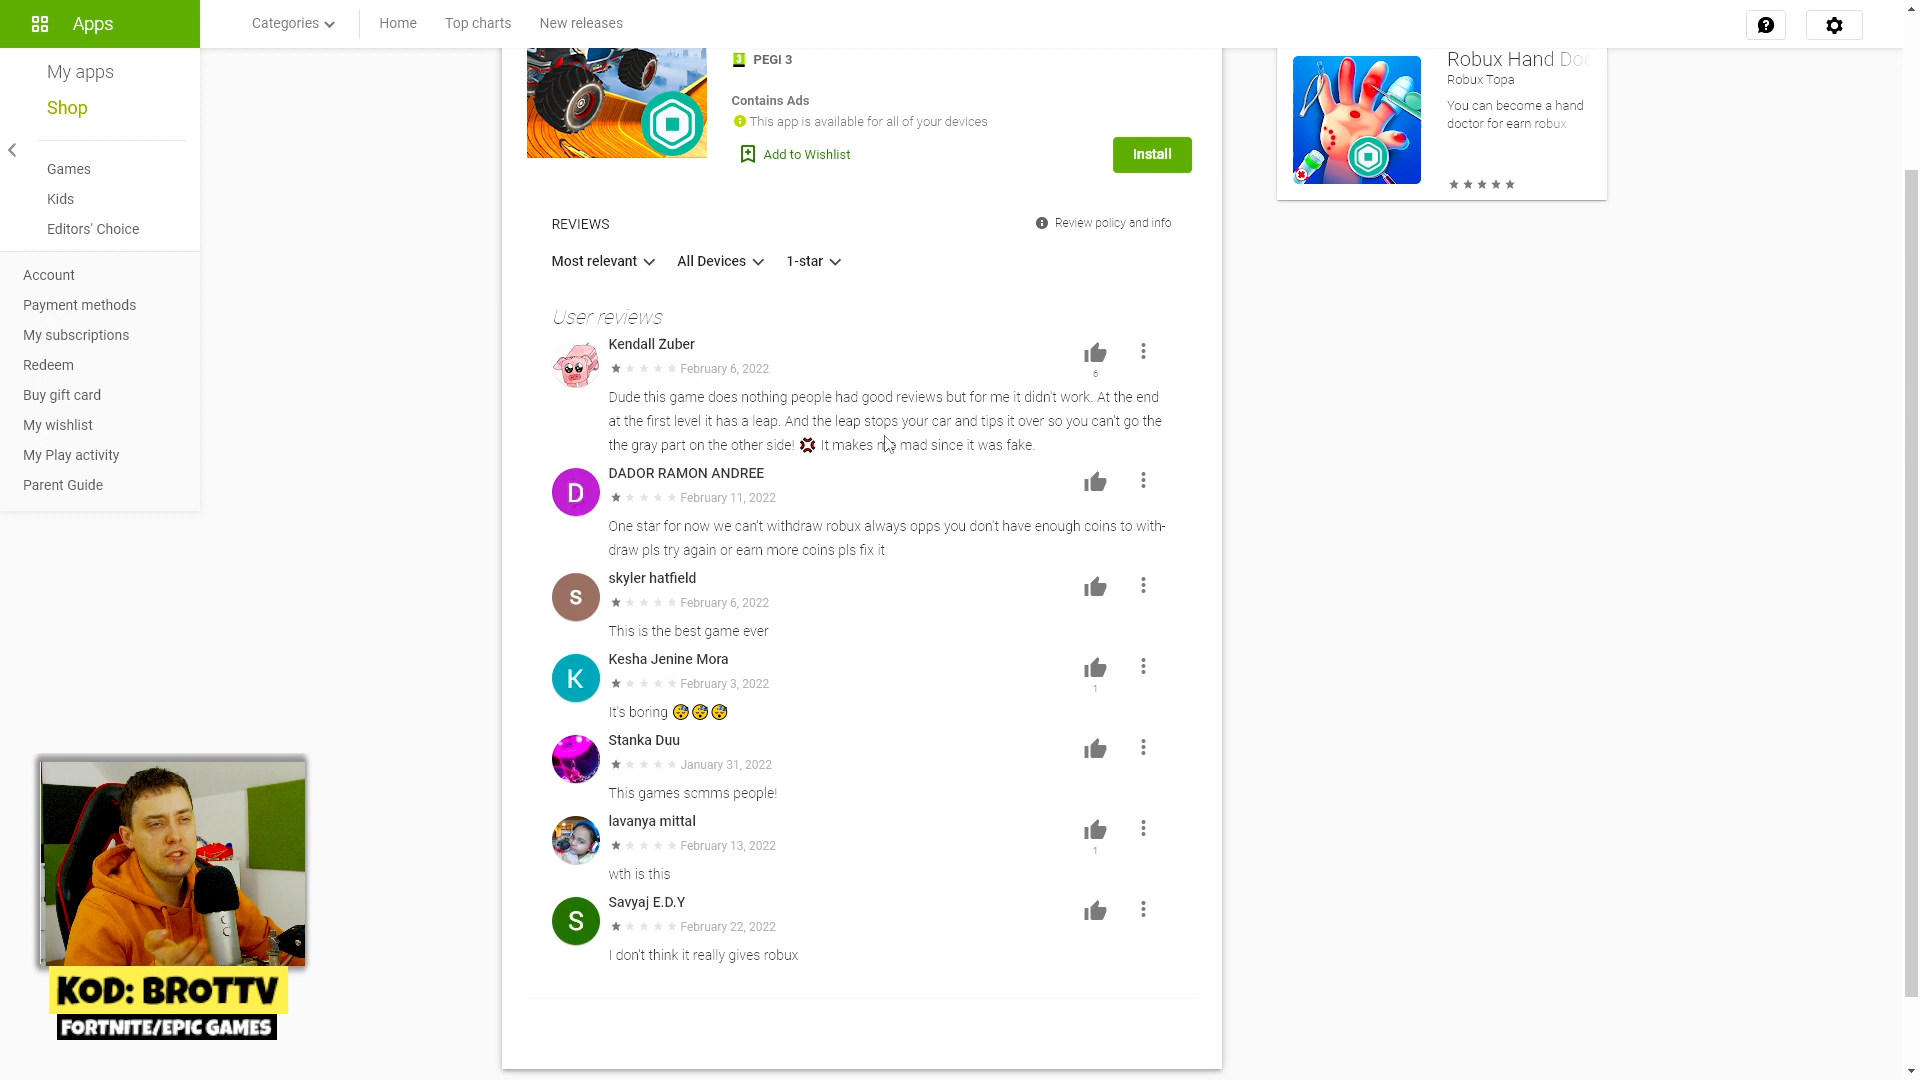 Apps
Categories
Home
Top charts
New releases
My apps
Shop
Games
Kids
Editors' Choice
Account
Payment methods
My subscriptions
Redeem
Buy gift card
My wishlist
My Play activity
Parent Guide
3 PEGI 3
Contains Ads
This app is available for all of your devices
Add to Wishlist
Install
Robux Hand Do
Robux Topa
You can become a hand
doctor for earn robux
REVIEWS
Review policy and info
Most relevant
All Devices
1-star
User reviews
Kendall Zuber
February 6, 2022
6
Dude this game does nothing people had good reviews but for me it didn't work. At the end
at the first level it has a leap. And the leap stops your car and tips it over so you can't go the
the gray part on the other side! 💢 It makes me mad since it was fake.
D
DADOR RAMON ANDREE
February 11, 2022
One star for now we can't withdraw robux always opps you don't have enough coins to with-
draw pls try again or earn more coins pls fix it
s
skyler hatfield
February 6, 2022
This is the best game ever
K
Kesha Jenine Mora
February 3, 2022
1
It's boring 😴😴😴
Stanka Duu
January 31, 2022
This games scmms people!
lavanya mittal
February 13, 2022
1
wth is this
S
Savyaj E.D.Y
February 22, 2022
I don't think it really gives robux
KOD: BROTTV
FORTNITE/EPIC GAMES